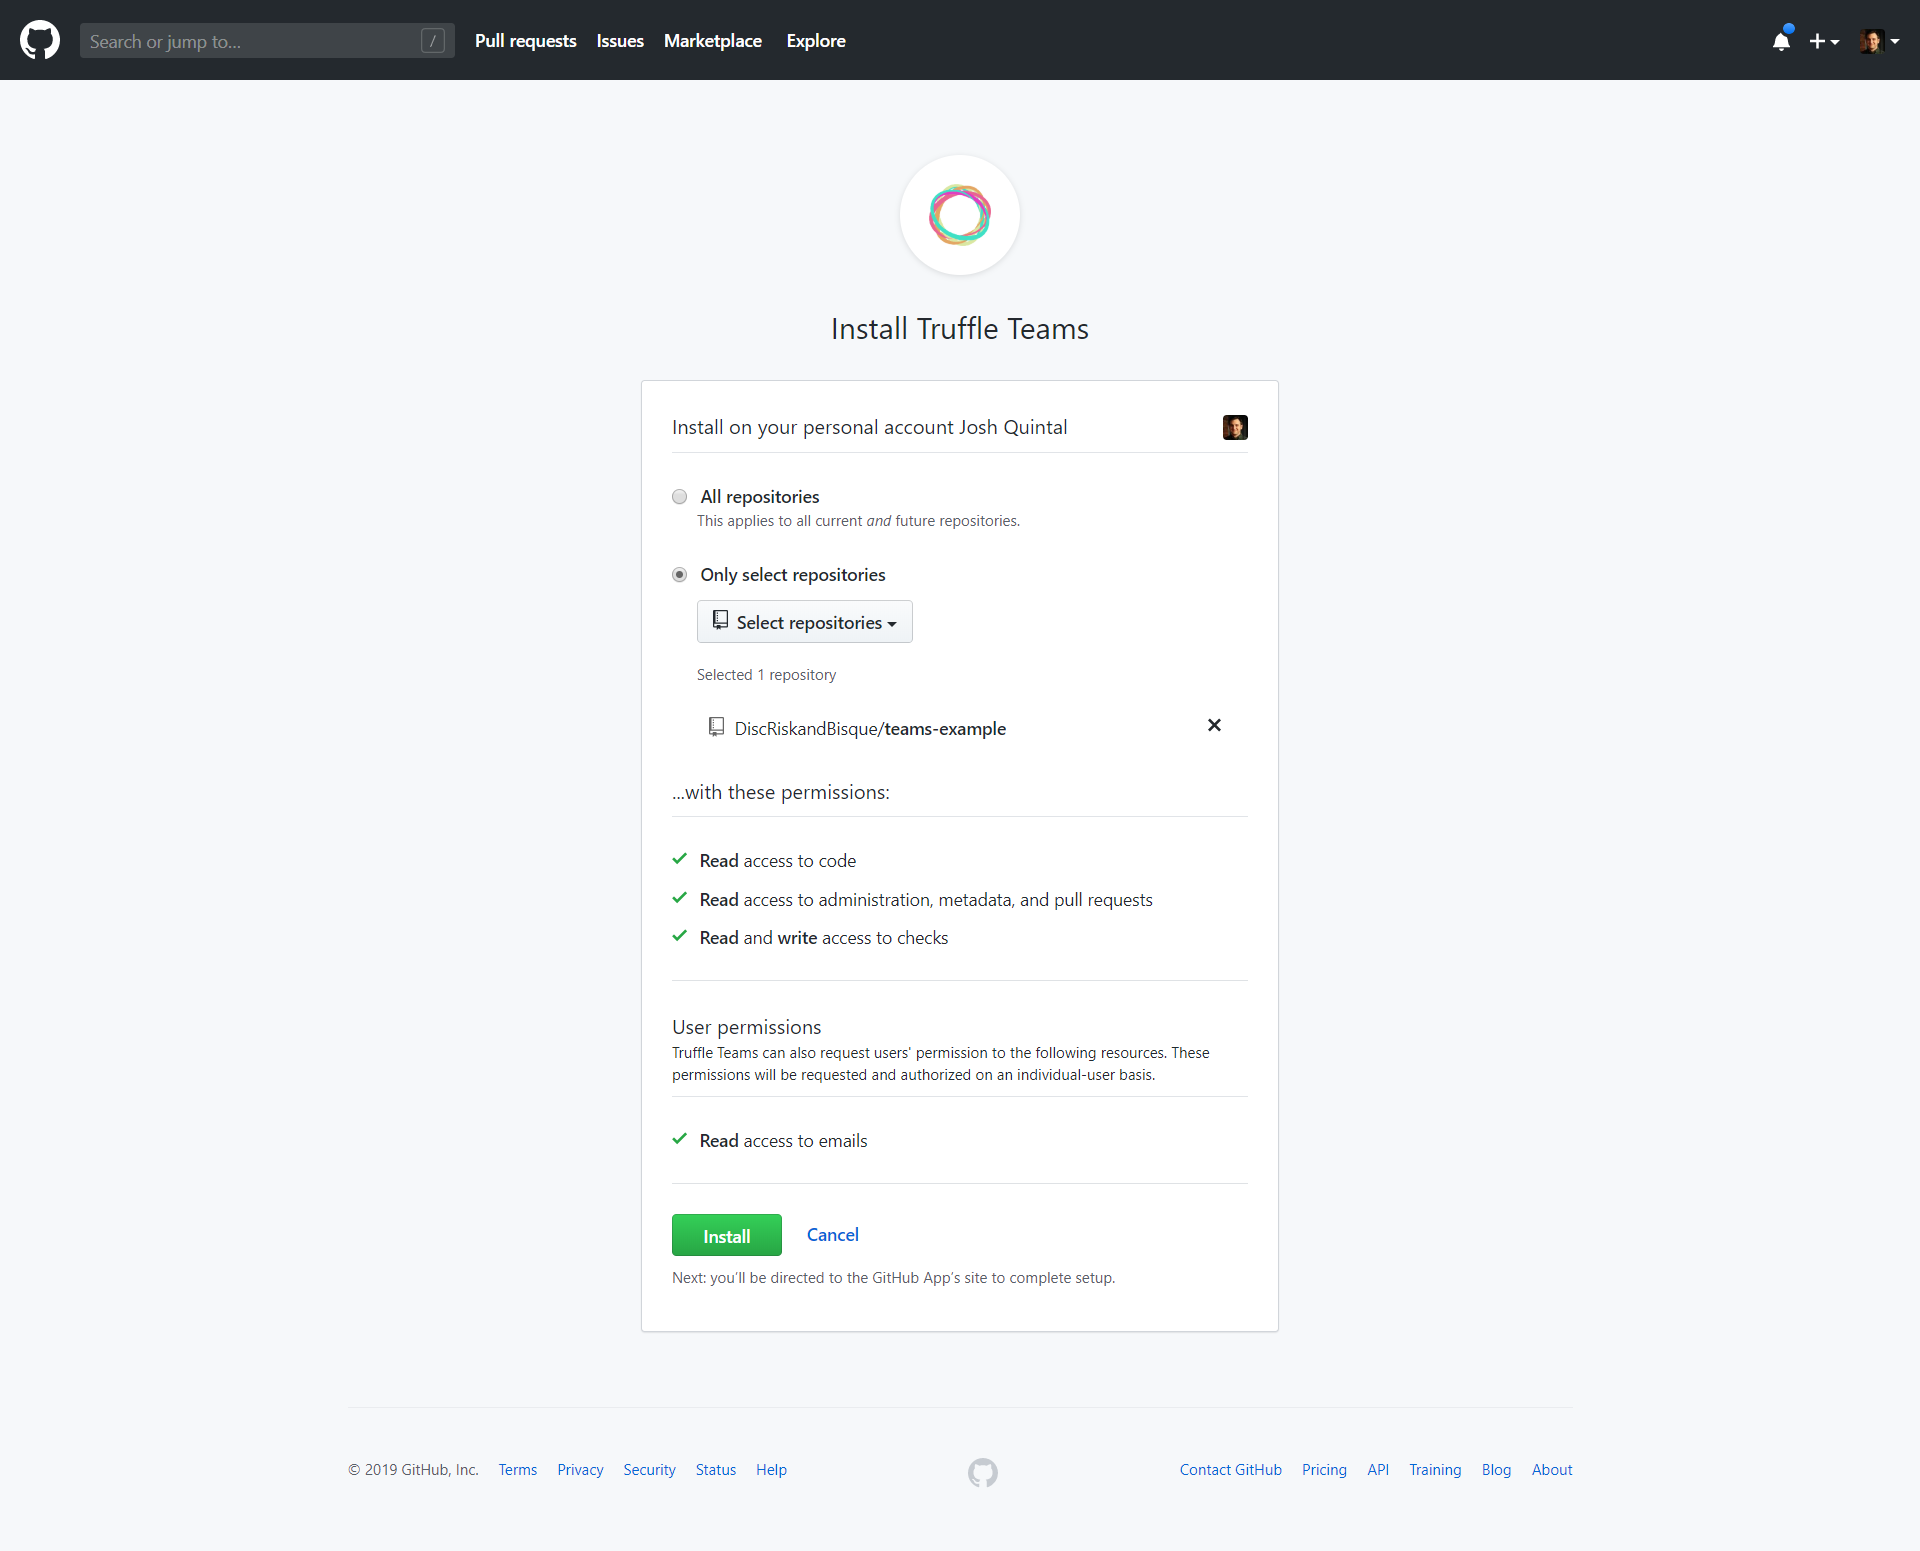 Search or jump to... /
Pull requests Issues Marketplace Explore
Install Truffle Teams
Install on your personal account Josh Quintal
All repositories
This applies to all current and future repositories.
Only select repositories
Select repositories
Selected 1 repository
DiscRiskandBisque/teams-example
...with these permissions:
Read access to code
Read access to administration, metadata, and pull requests
Read and write access to checks
User permissions
Truffle Teams can also request users' permission to the following resources. These
permissions will be requested and authorized on an individual-user basis.
Read access to emails
Install Cancel
Next: you’ll be directed to the GitHub App’s site to complete setup.
© 2019 GitHub, Inc. Terms Privacy Security Status Help Contact GitHub Pricing API Training Blog About